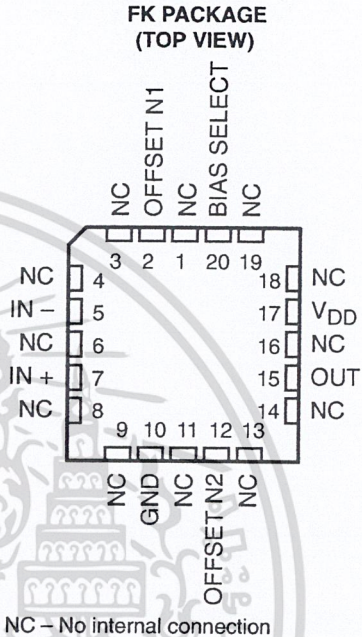 FK PACKAGE
(TOP VIEW)
NC
OFFSET N1
NC
BIAS SELECT
NC
3 2 1 20 19
NC 4
IN – 5
NC 6
IN + 7
NC 8
18 NC
17 VDD
16 NC
15 OUT
14 NC
9 10 11 12 13
NC
GND
NC
OFFSET N2
NC
NC – No internal connection